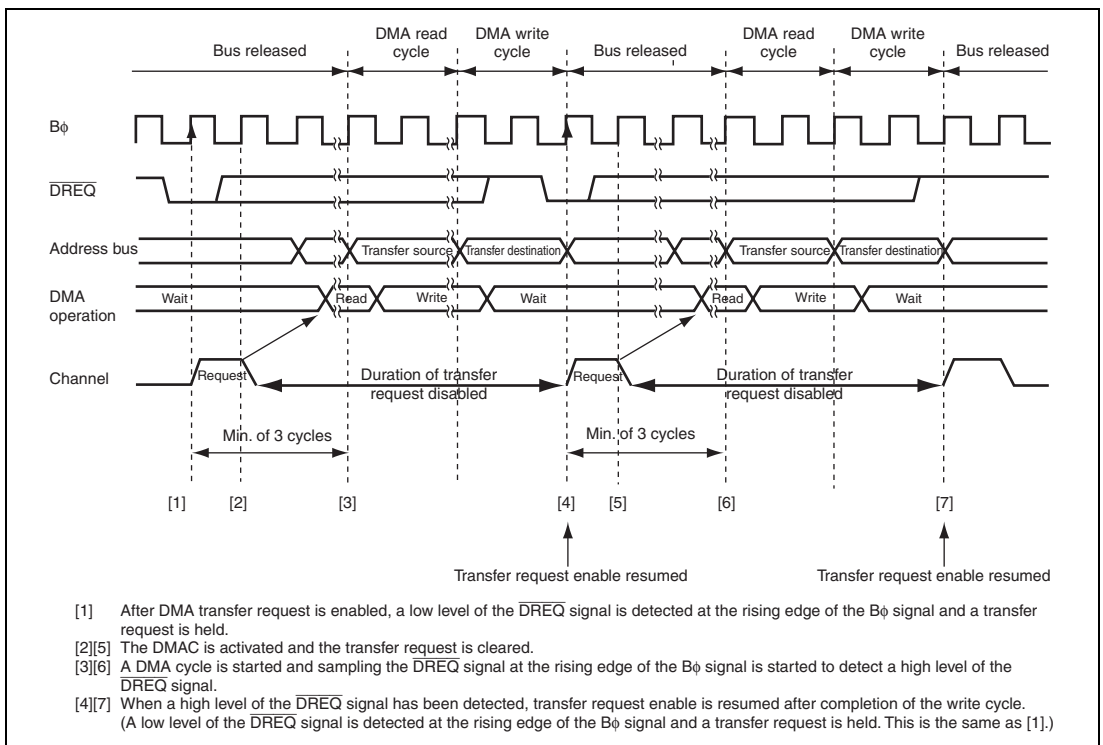 Bus released DMA read cycle DMA write cycle Bus released DMA read cycle DMA write cycle Bus released
Bϕ
DREQ
Address bus Transfer source Transfer destination Transfer source Transfer destination
DMA operation Wait Read Write Wait Read Write Wait
Channel Request Duration of transfer request disabled Request Duration of transfer request disabled
Min. of 3 cycles Min. of 3 cycles
[1] [2] [3] [4] [5] [6] [7]
Transfer request enable resumed Transfer request enable resumed
[1] After DMA transfer request is enabled, a low level of the DREQ signal is detected at the rising edge of the Bϕ signal and a transfer
request is held.
[2][5] The DMAC is activated and the transfer request is cleared.
[3][6] A DMA cycle is started and sampling the DREQ signal at the rising edge of the Bϕ signal is started to detect a high level of the
DREQ signal.
[4][7] When a high level of the DREQ signal has been detected, transfer request enable is resumed after completion of the write cycle.
(A low level of the DREQ signal is detected at the rising edge of the Bϕ signal and a transfer request is held. This is the same as [1].)